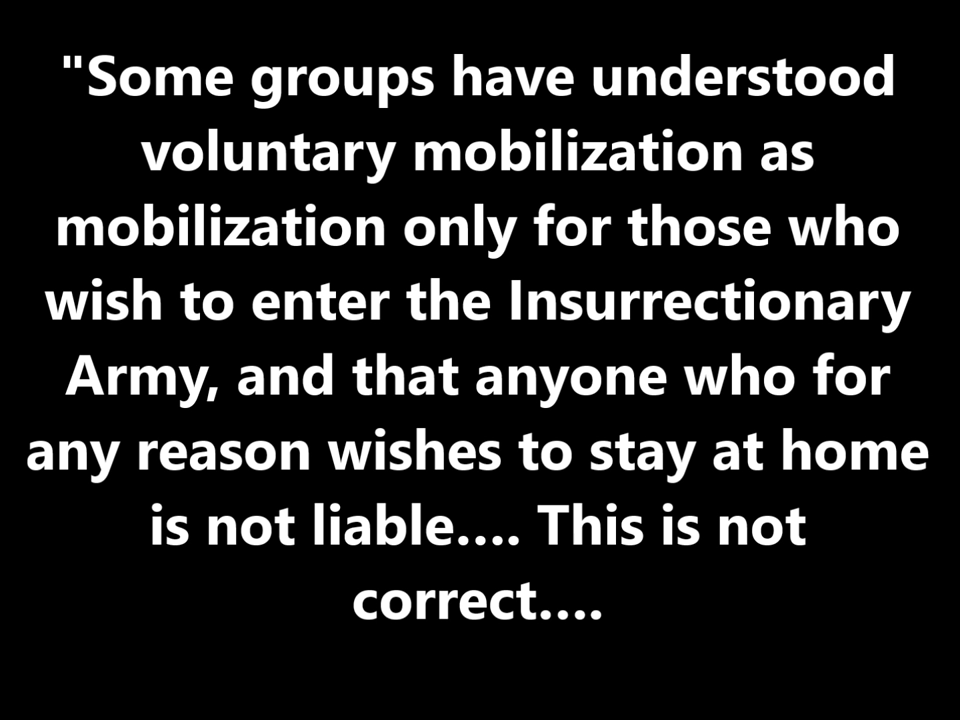 "Some groups have understood
voluntary mobilization as
mobilization only for those who
wish to enter the Insurrectionary
Army, and that anyone who for
any reason wishes to stay at home
is not liable…. This is not
correct….